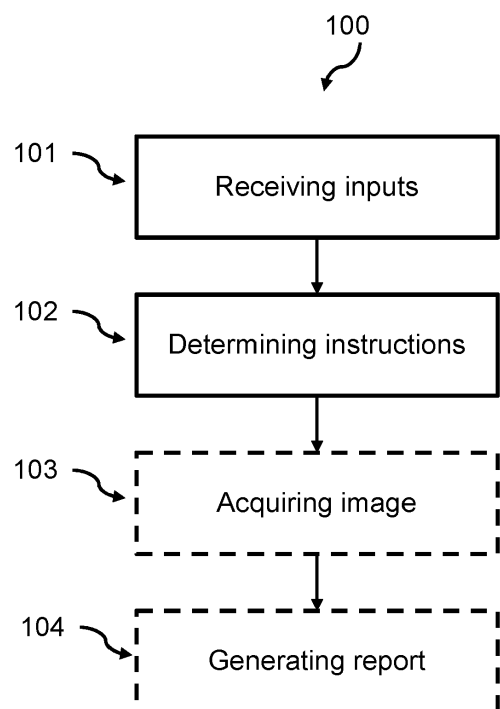 100
101
Receiving inputs
102
Determining instructions
103
Acquiring image
104
Generating report